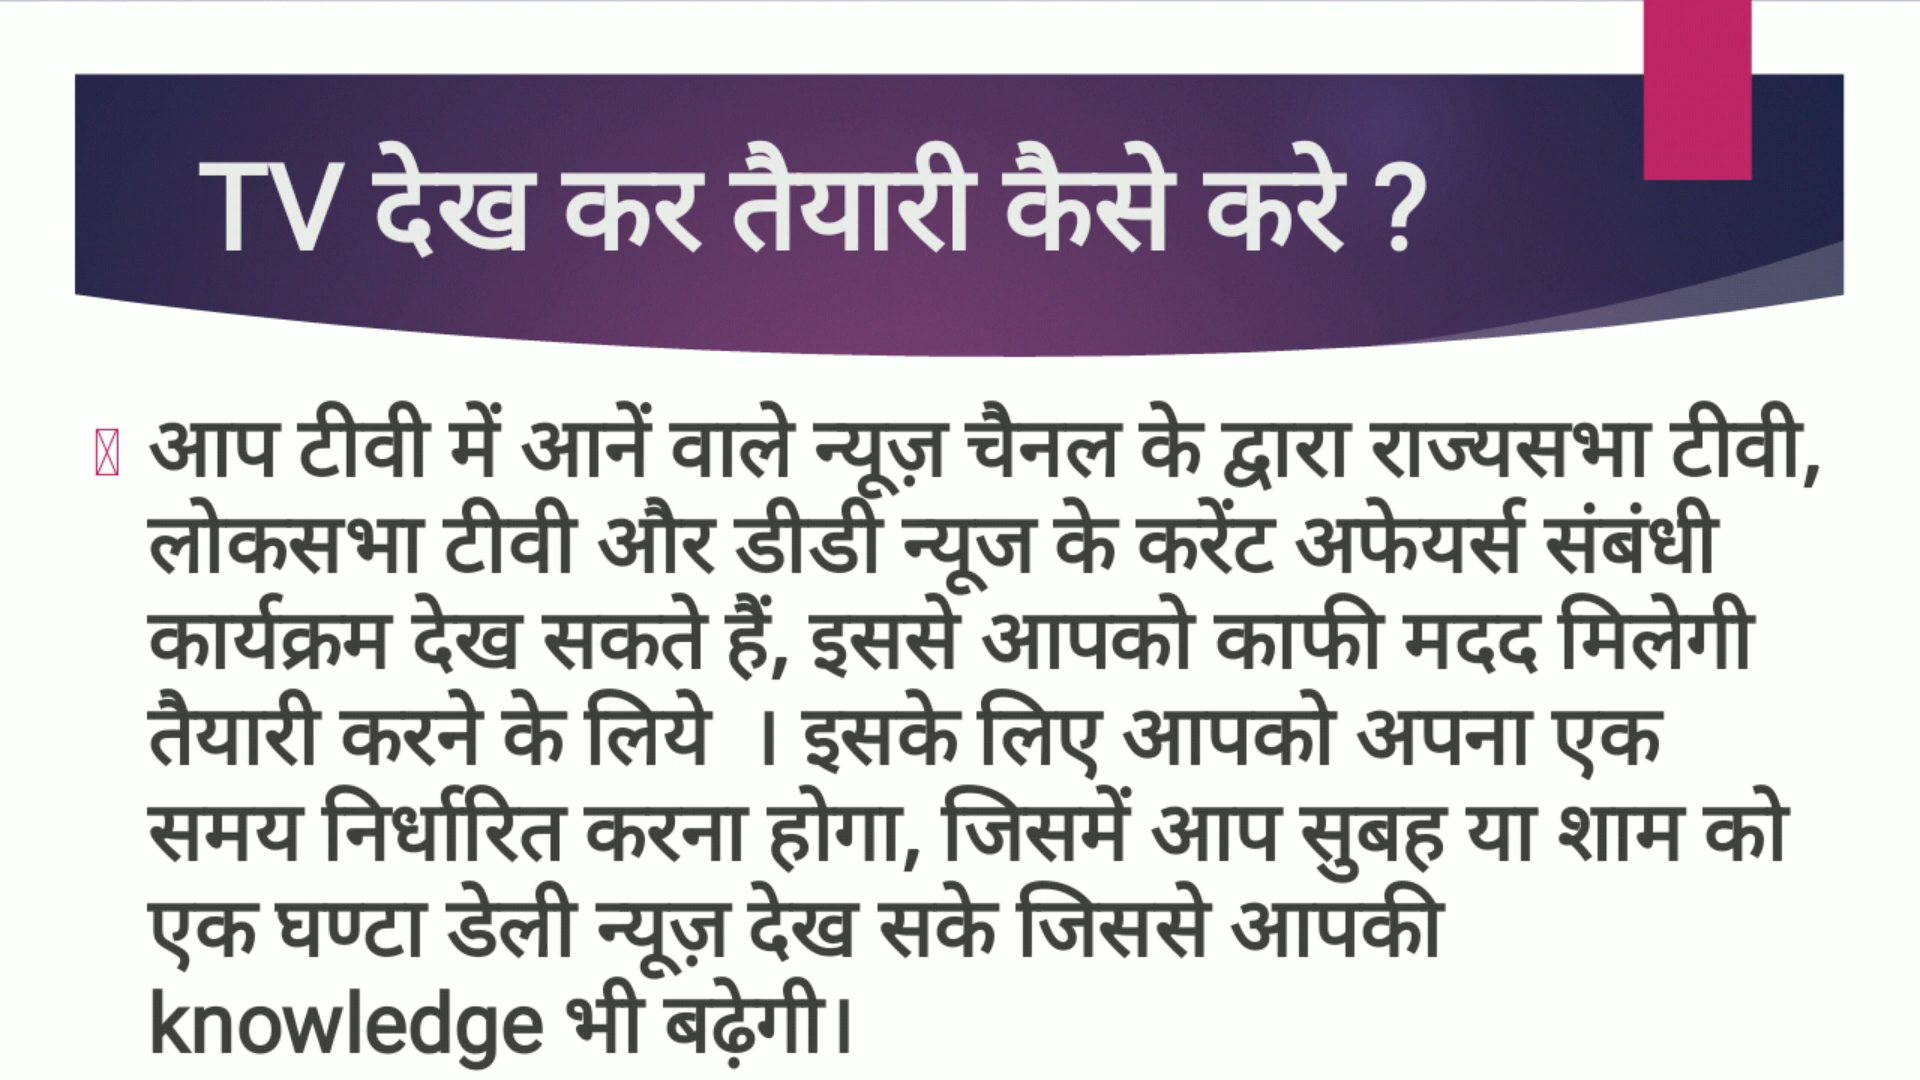 TV देख कर तैयारी कैसे करे ?
आप टीवी में आनें वाले न्यूज़ चैनल के द्वारा राज्यसभा टीवी,
लोकसभा टीवी और डीडी न्यूज के करेंट अफेयर्स संबंधी
कार्यक्रम देख सकते हैं, इससे आपको काफी मदद मिलेगी
तैयारी करने के लिये । इसके लिए आपको अपना एक
समय निर्धारित करना होगा, जिसमें आप सुबह या शाम को
एक घण्टा डेली न्यूज़ देख सके जिससे आपकी
knowledge भी बढ़ेगी।